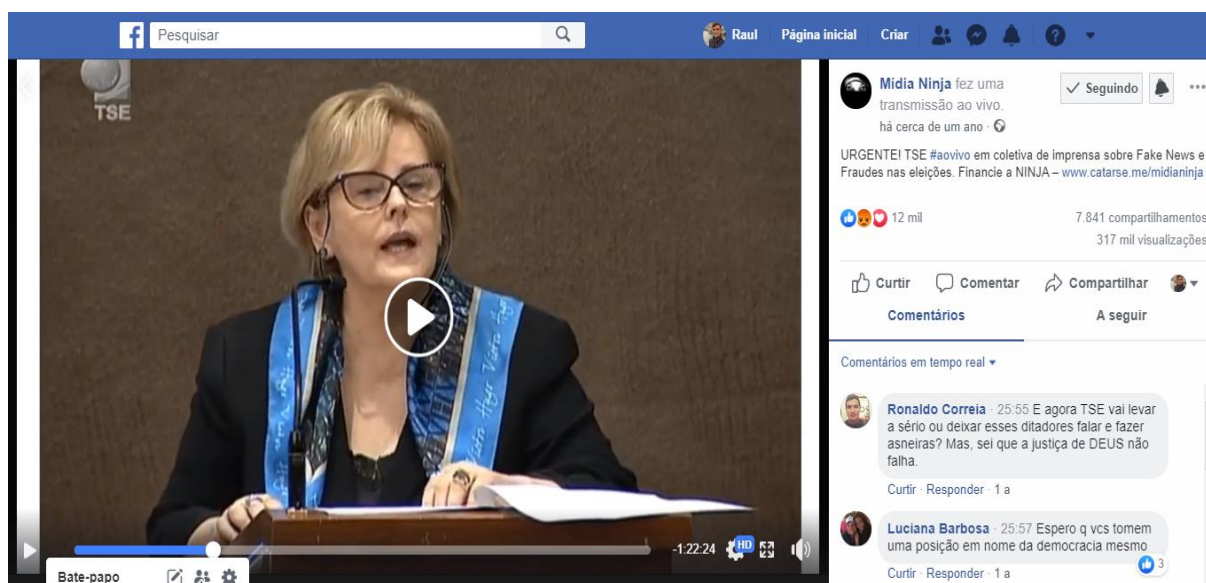 Pesquisar
Raul
Página inicial
Criar
TSE
Victor Hugo
-1:22:24
HD
Bate-papo
Mídia Ninja fez uma
transmissão ao vivo.
há cerca de um ano ·
Seguindo
URGENTE! TSE #aovivo em coletiva de imprensa sobre Fake News e
Fraudes nas eleições. Financie a NINJA – www.catarse.me/midianinja
12 mil
7.841 compartilhamentos
317 mil visualizações
Curtir
Comentar
Compartilhar
Comentários
A seguir
Comentários em tempo real
Ronaldo Correia · 25:55 E agora TSE vai levar
a sério ou deixar esses ditadores falar e fazer
asneiras? Mas, sei que a justiça de DEUS não
falha.
Curtir · Responder · 1 a
Luciana Barbosa · 25:57 Espero q vcs tomem
uma posição em nome da democracia mesmo
3
Curtir · Responder · 1 a